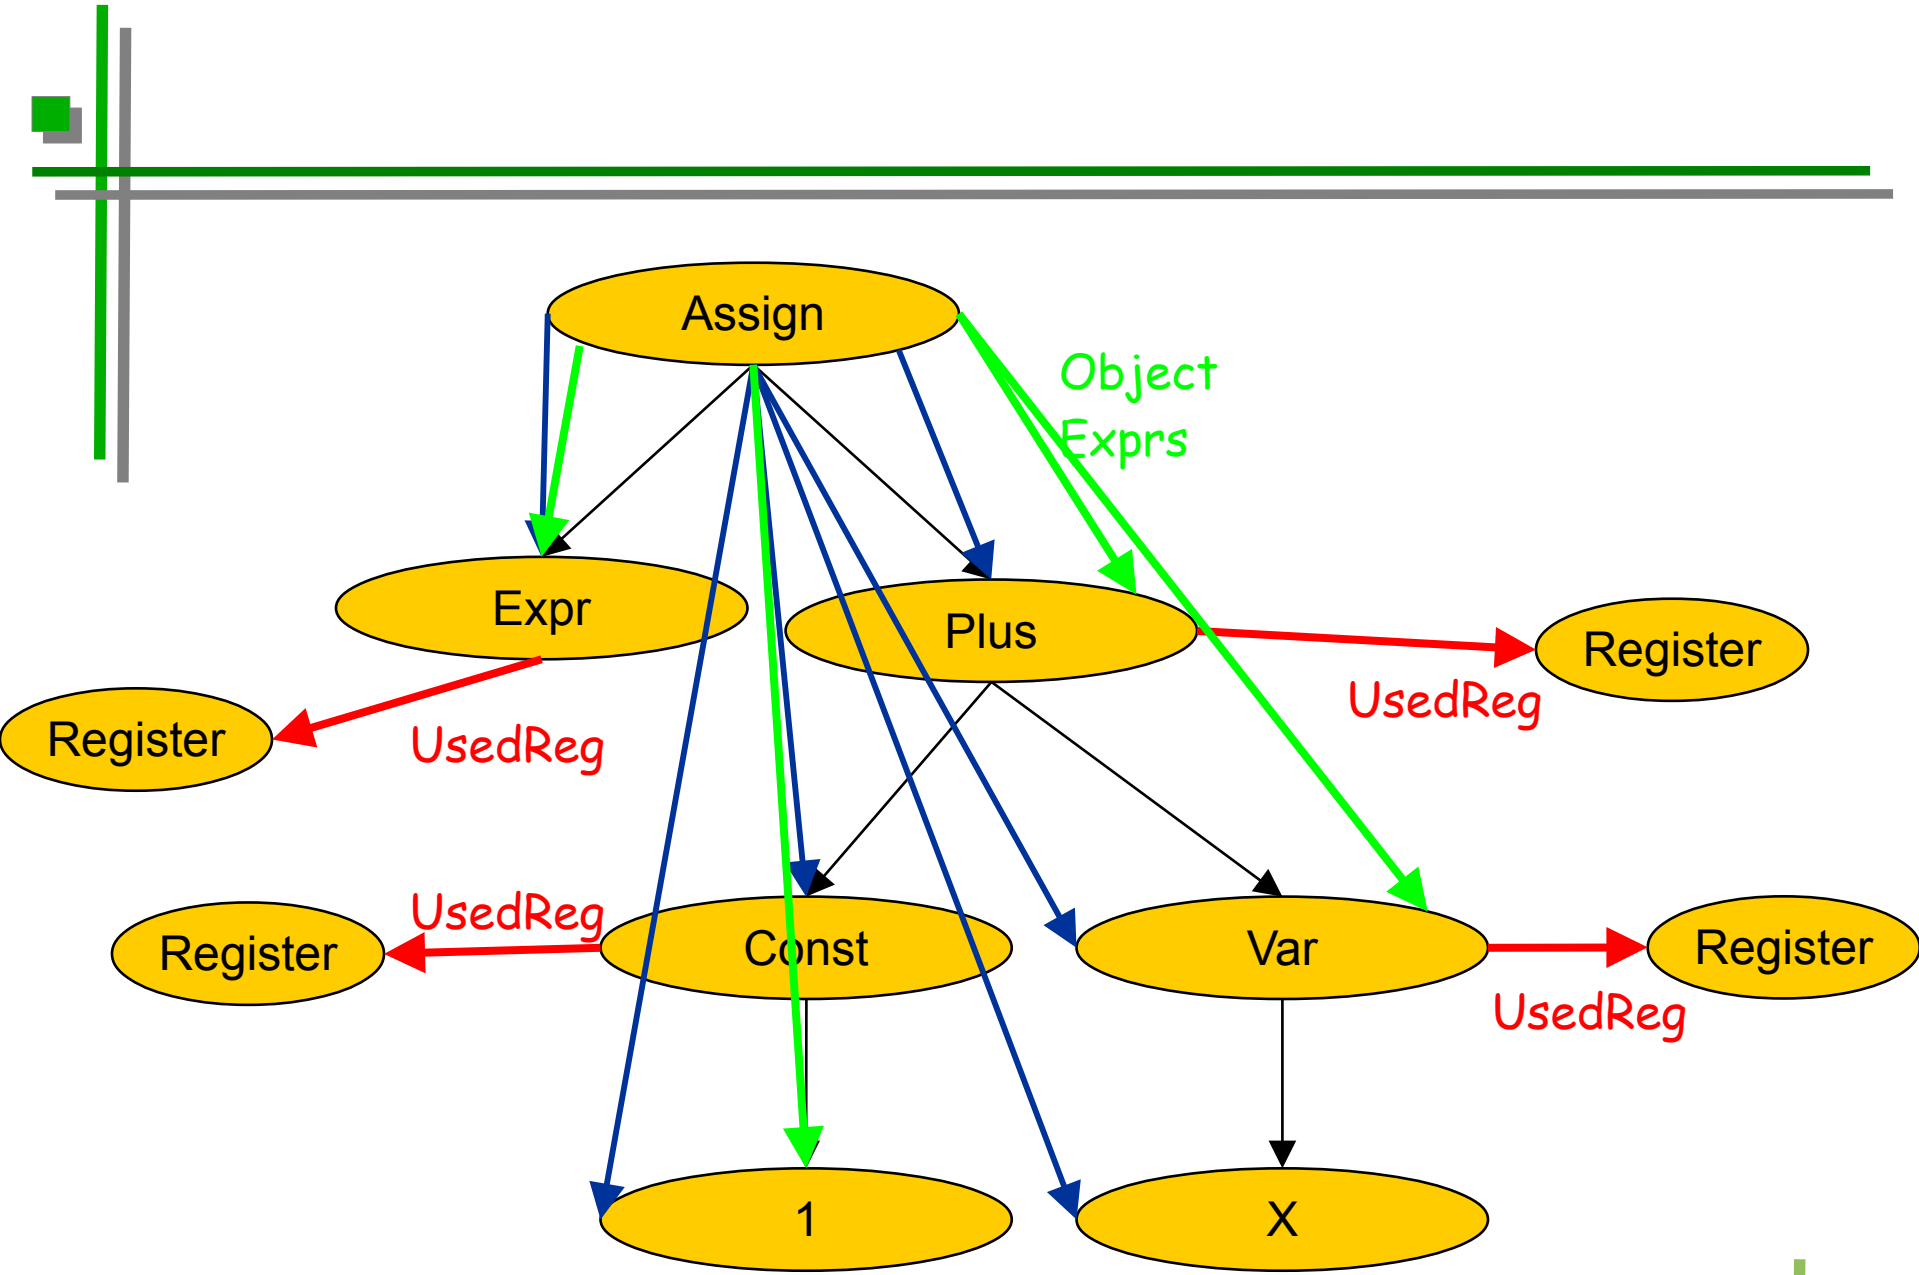 Assign
Object
Exprs
Expr
Plus
Register
UsedReg
Register
UsedReg
UsedReg
Register
Const
Var
Register
UsedReg
1
X